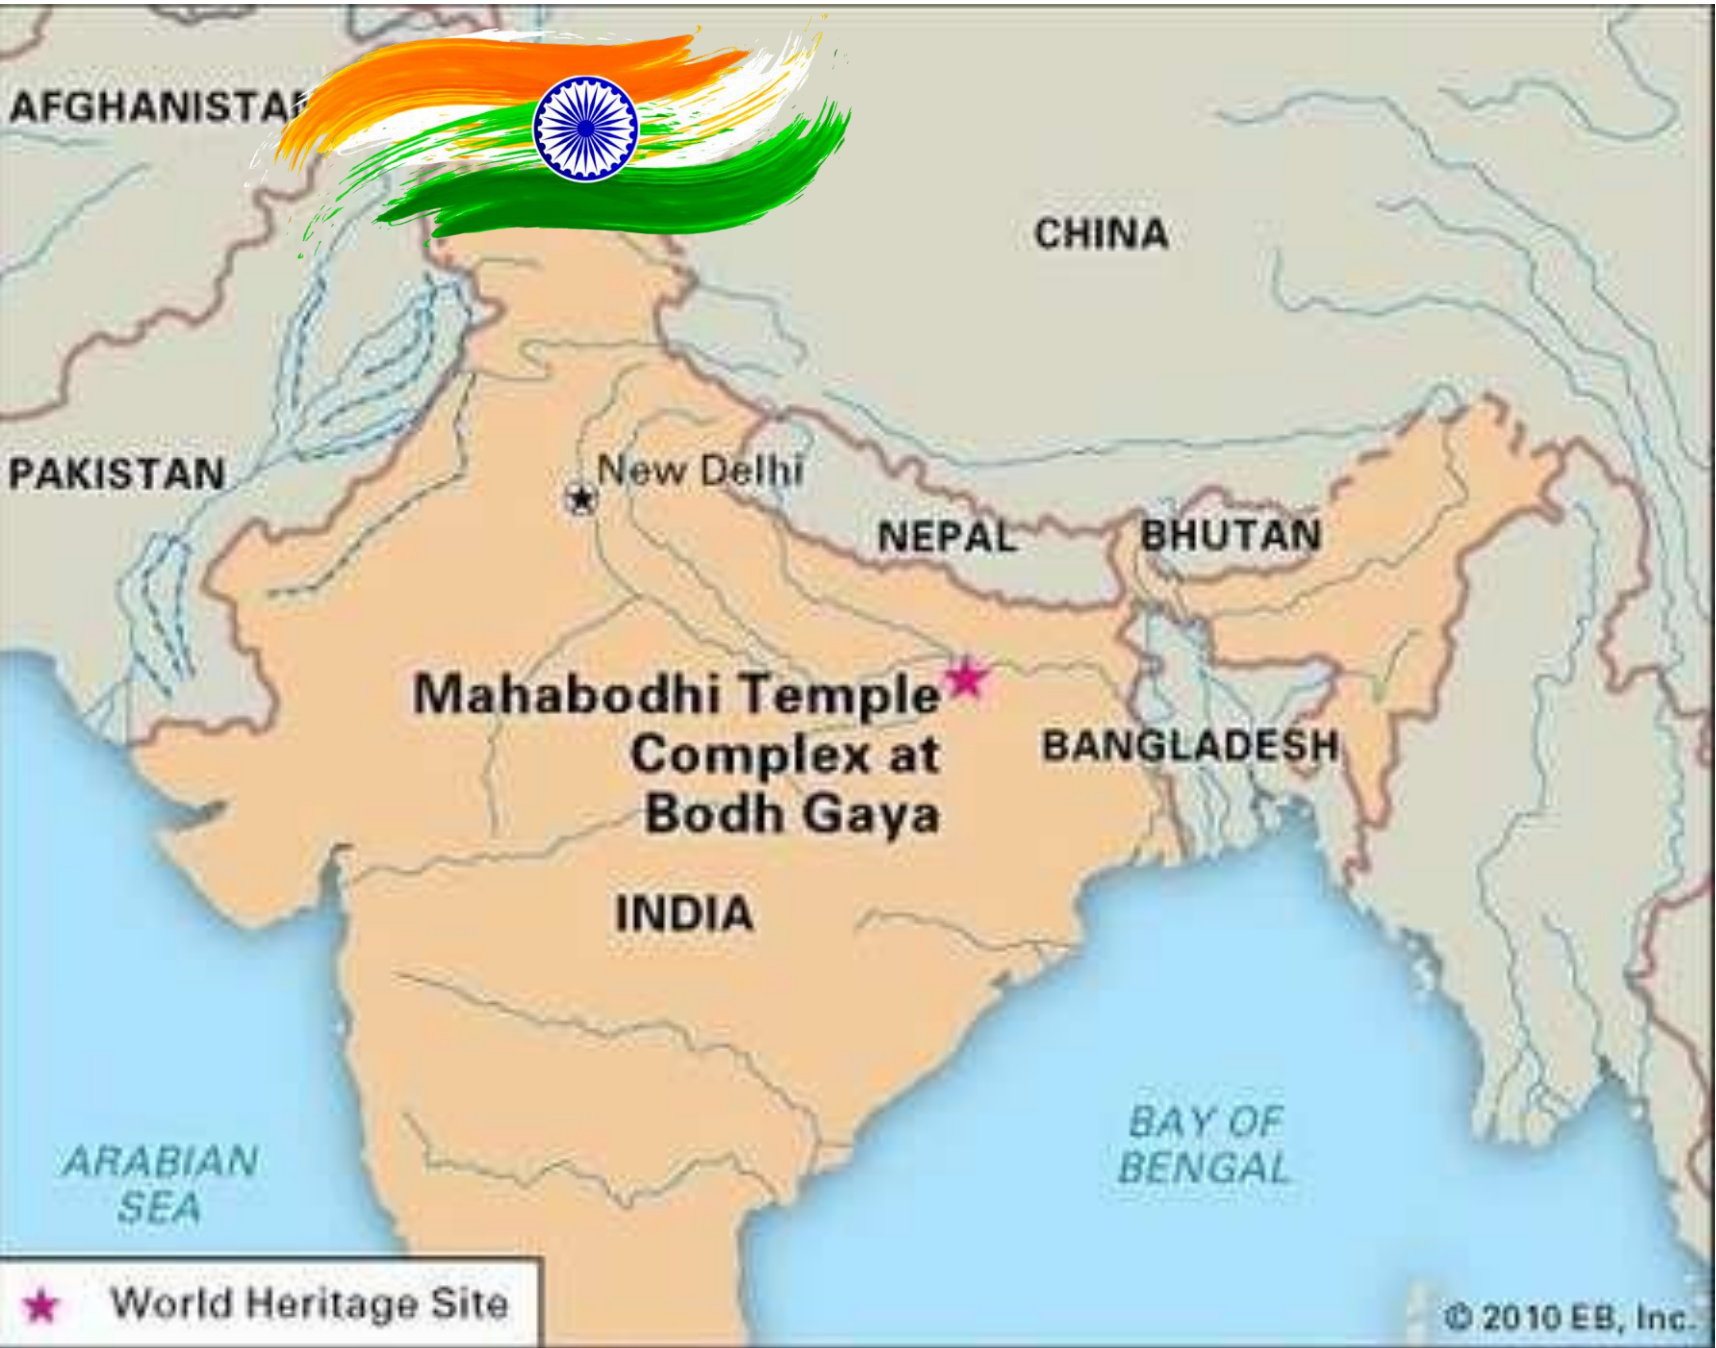 AFGHANISTAN
CHINA
PAKISTAN
New Delhi
NEPAL
BHUTAN
Mahabodhi Temple
Complex at
Bodh Gaya
BANGLADESH
INDIA
ARABIAN
SEA
BAY OF
BENGAL
World Heritage Site
© 2010 EB, Inc.